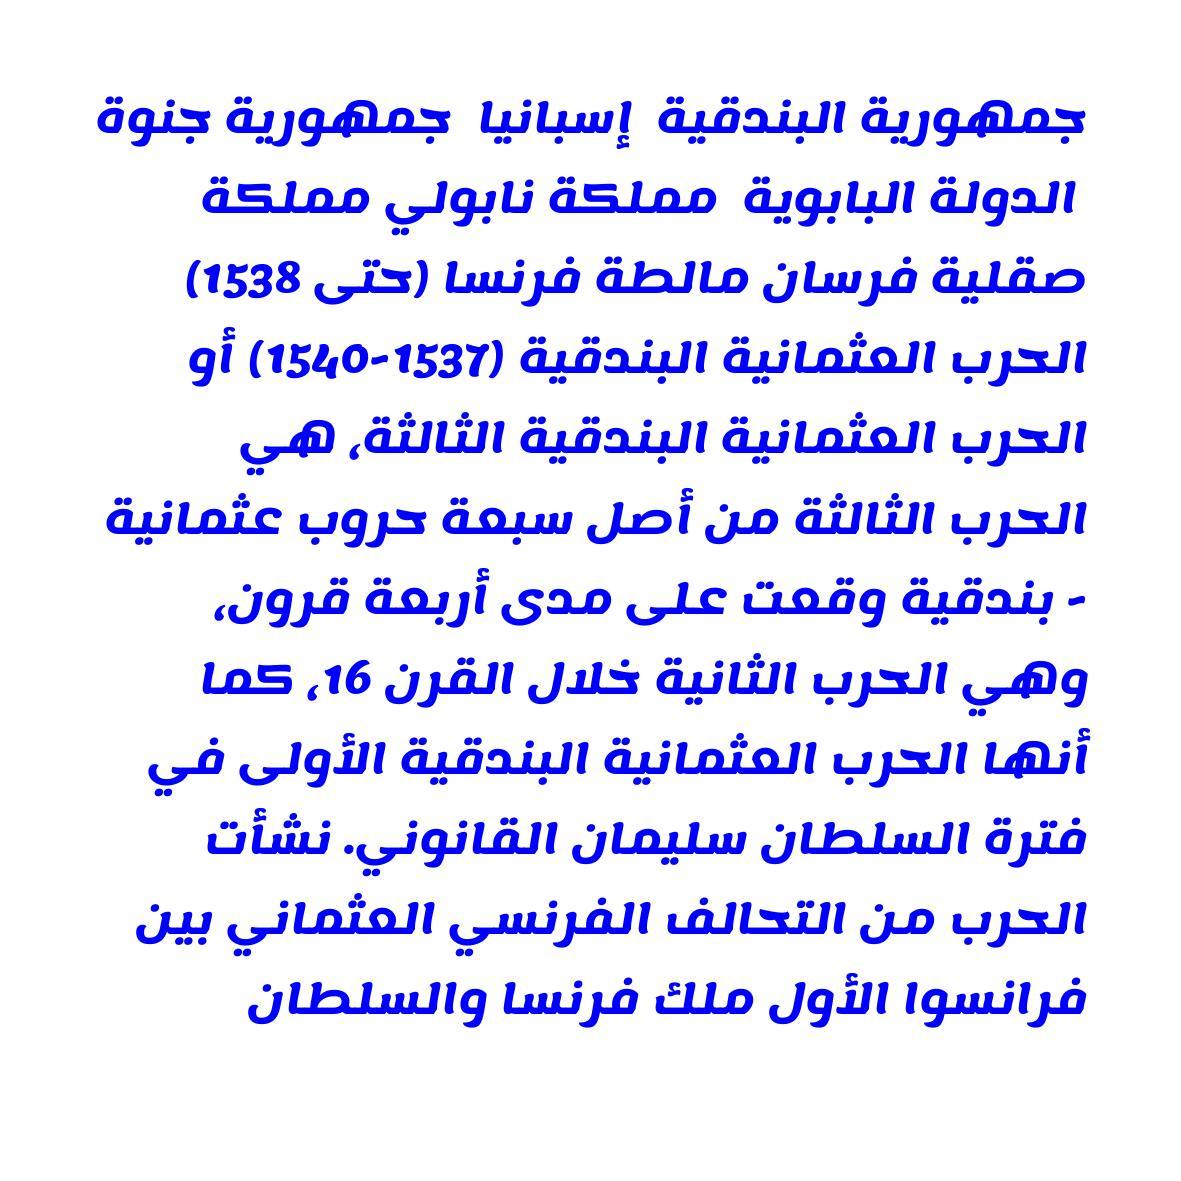 جمهورية البندقية  إسبانيا  جمهورية جنوة
الدولة البابوية  مملكة نابولي مملكة
صقلية فرسان مالطة فرنسا (حتى 1538)
الحرب العثمانية البندقية (1537-1540) أو
الحرب العثمانية البندقية الثالثة، هي
الحرب الثالثة من أصل سبعة حروب عثمانية
- بندقية وقعت على مدى أربعة قرون،
وهي الحرب الثانية خلال القرن 16، كما
أنها الحرب العثمانية البندقية الأولى في
فترة السلطان سليمان القانوني. نشأت
الحرب من التحالف الفرنسي العثماني بين
فرانسوا الأول ملك فرنسا والسلطان